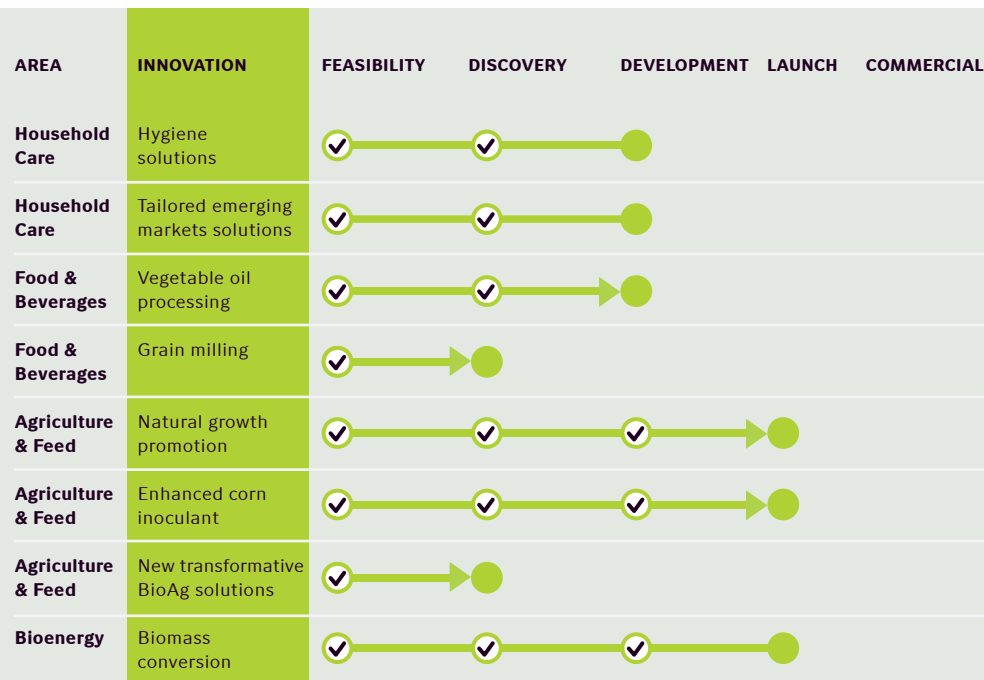 AREA INNOVATION FEASIBILITY DISCOVERY DEVELOPMENT LAUNCH COMMERCIAL
Household Hygiene
Care solutions
Household Tailored emerging
Care markets solutions
Food & Vegetable oil
Beverages processing
Food & Grain milling
Beverages
Agriculture Natural growth
& Feed promotion
Agriculture Enhanced corn
& Feed inoculant
Agriculture New transformative
& Feed BioAg solutions
Bioenergy Biomass
conversion